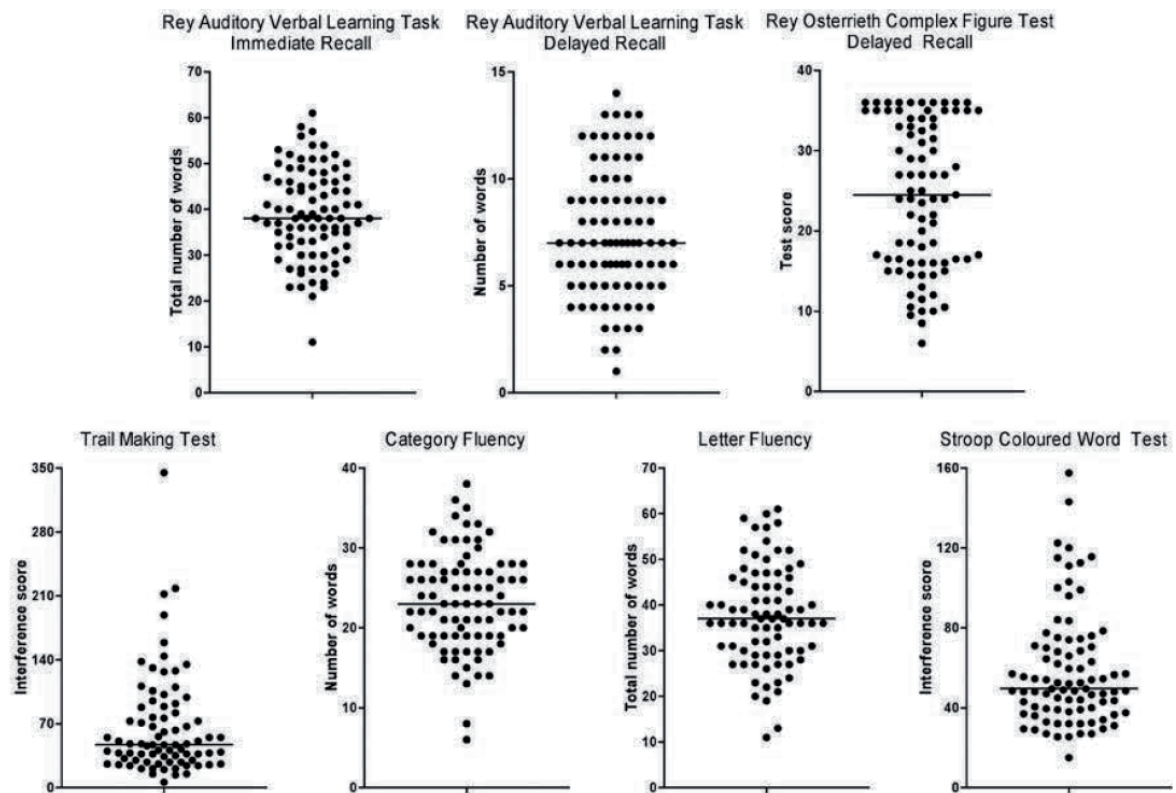 Rey Auditory Verbal Learning Task
Immediate Recall
Total number of words
70
60
50
40
30
20
10
0
Rey Auditory Verbal Learning Task
Delayed Recall
Number of words
15
10
5
0
Rey Osterrieth Complex Figure Test
Delayed Recall
Test score
40
30
20
10
0
Trail Making Test
Interference score
350
280
210
140
70
0
Category Fluency
Number of words
40
30
20
10
0
Letter Fluency
Total number of words
70
60
50
40
30
20
10
0
Stroop Coloured Word Test
Interference score
160
120
80
40
0